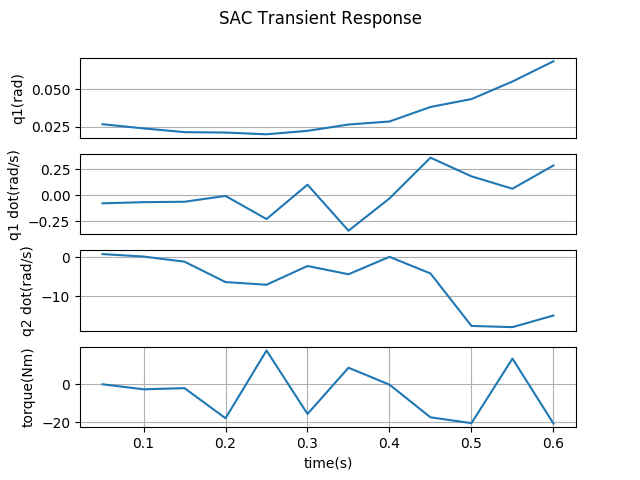 SAC Transient Response
q1(rad)
0.050
0.025
q1 dot(rad/s)
0.25
0.00
−0.25
q2 dot(rad/s)
0
−10
torque(Nm)
0
−20
0.1 0.2 0.3 0.4 0.5 0.6
time(s)